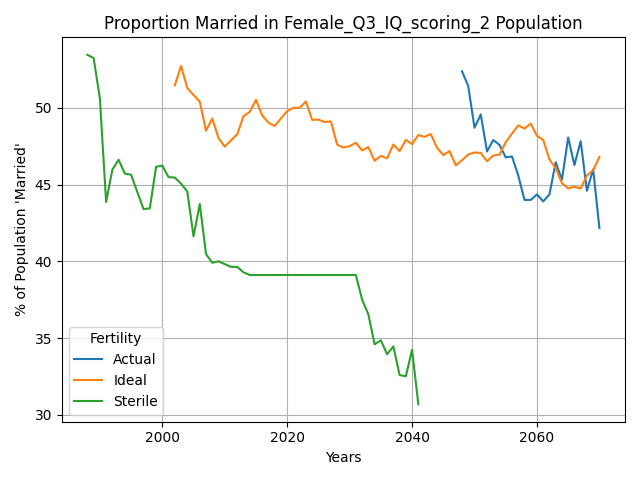 Proportion Married in Female_Q3_IQ_scoring_2 Population
% of Population 'Married'
50
45
40
35
30
Fertility
Actual
Ideal
Sterile
2000 2020 2040 2060
Years